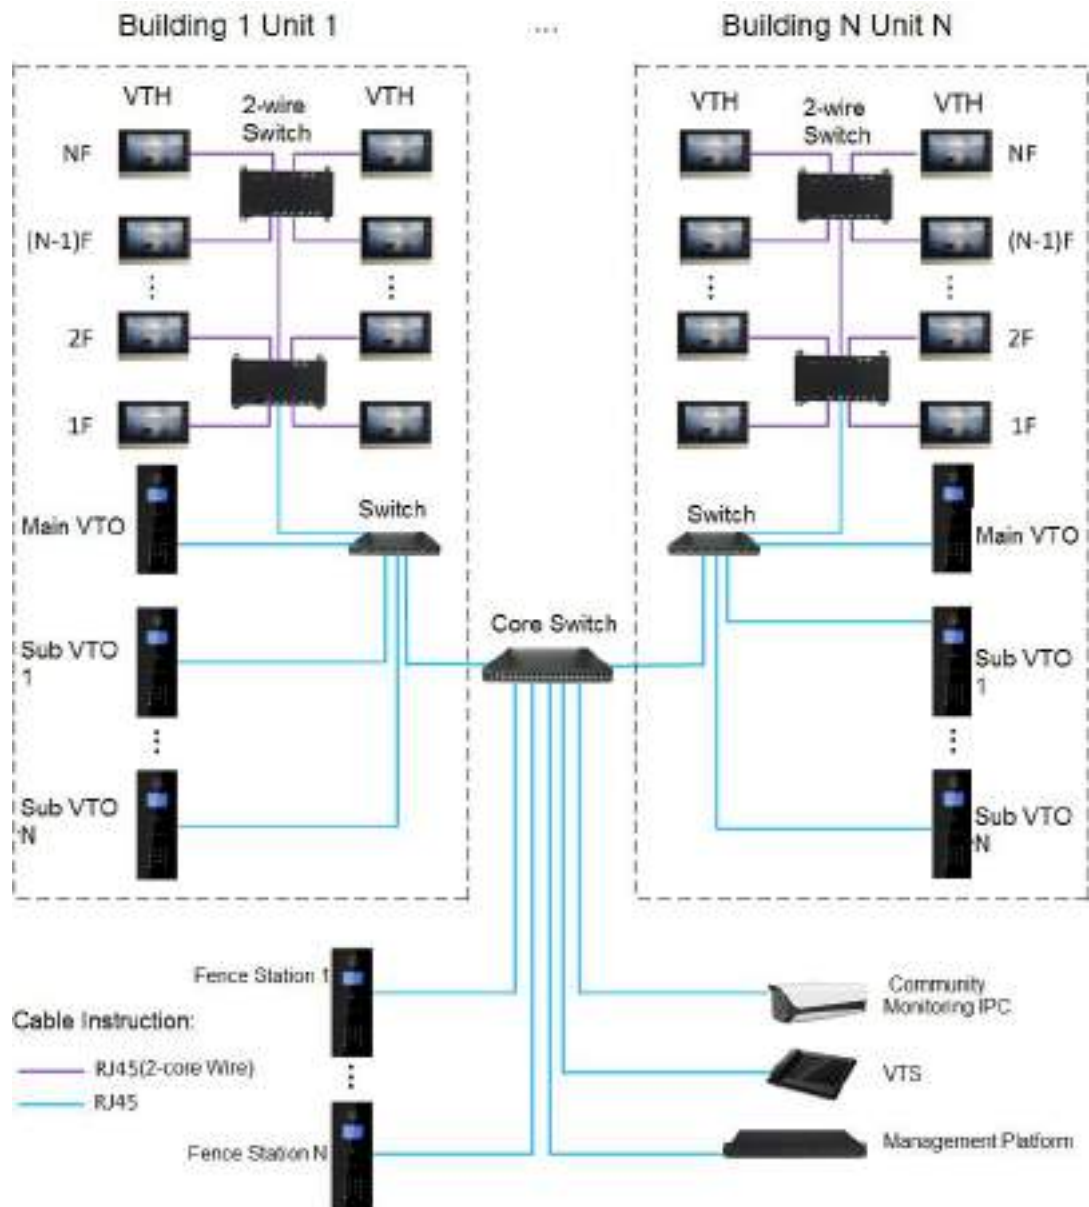 Building 1 Unit 1
...
Building N Unit N
VTH
2-wire
Switch
VTH
NF
(N-1)F
2F
1F
Main VTO
Switch
Sub VTO
1
Sub VTO
N
VTH
2-wire
Switch
VTH
NF
(N-1)F
2F
1F
Switch
Main VTO
Sub VTO
1
Sub VTO
N
Core Switch
Fence Station 1
Fence Station N
Community
Monitoring IPC
VTS
Management Platform
Cable Instruction:
RJ45(2-core Wire)
RJ45